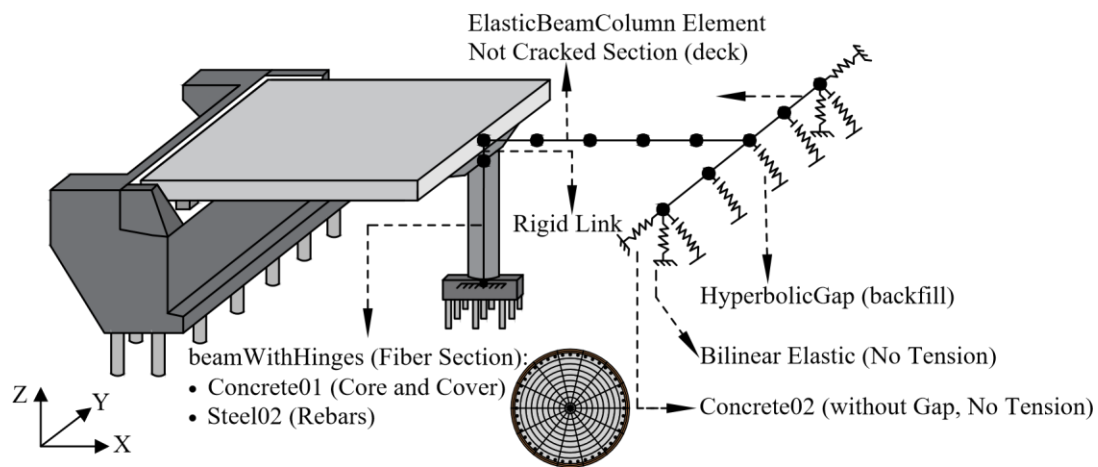 ElasticBeamColumn Element
Not Cracked Section (deck)
Rigid Link
HyperbolicGap (backfill)
beamWithHinges (Fiber Section):
• Concrete01 (Core and Cover)
• Steel02 (Rebars)
Bilinear Elastic (No Tension)
Concrete02 (without Gap, No Tension)
Z
Y
X